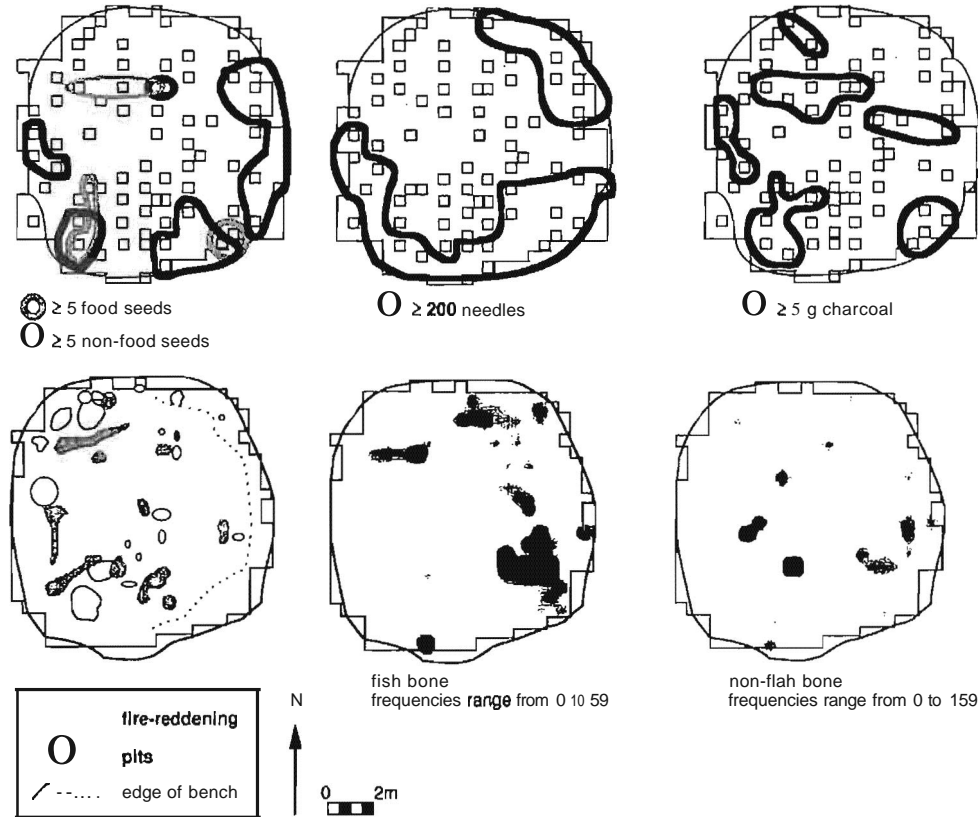 ≥ 5 food seeds
O ≥ 5 non-food seeds
O ≥ 200 needles
O ≥ 5 g charcoal
fish bone
frequencies range from 0 10 59
non-flah bone
frequencies range from 0 to 159
flre-reddening
O pits
edge of bench
N
0 2m